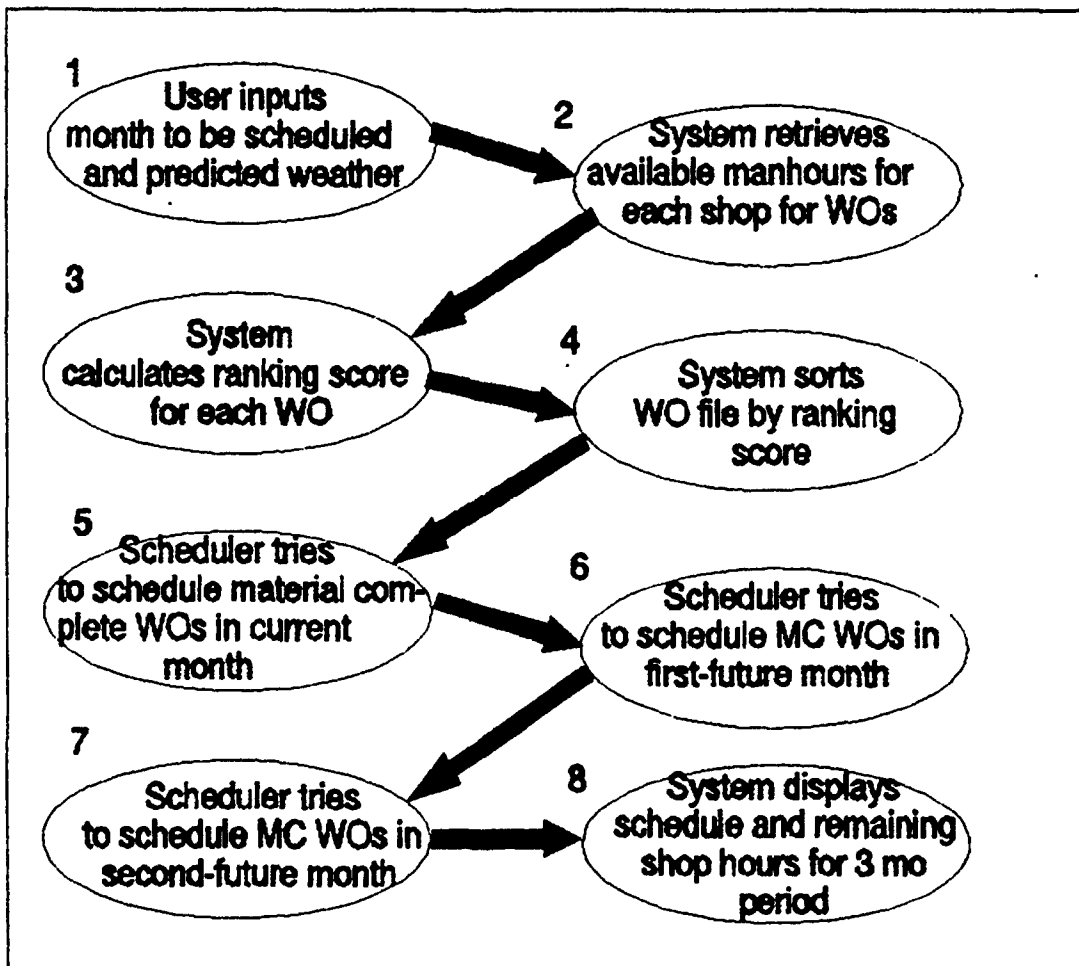 1
User inputs
month to be scheduled
and predicted weather
2
System retrieves
available manhours for
each shop for WOs
3
System
calculates ranking score
for each WO
4
System sorts
WO file by ranking
score
5
Scheduler tries
to schedule material com-
plete WOs in current
month
6
Scheduler tries
to schedule MC WOs in
first-future month
7
Scheduler tries
to schedule MC WOs in
second-future month
8
System displays
schedule and remaining
shop hours for 3 mo
period